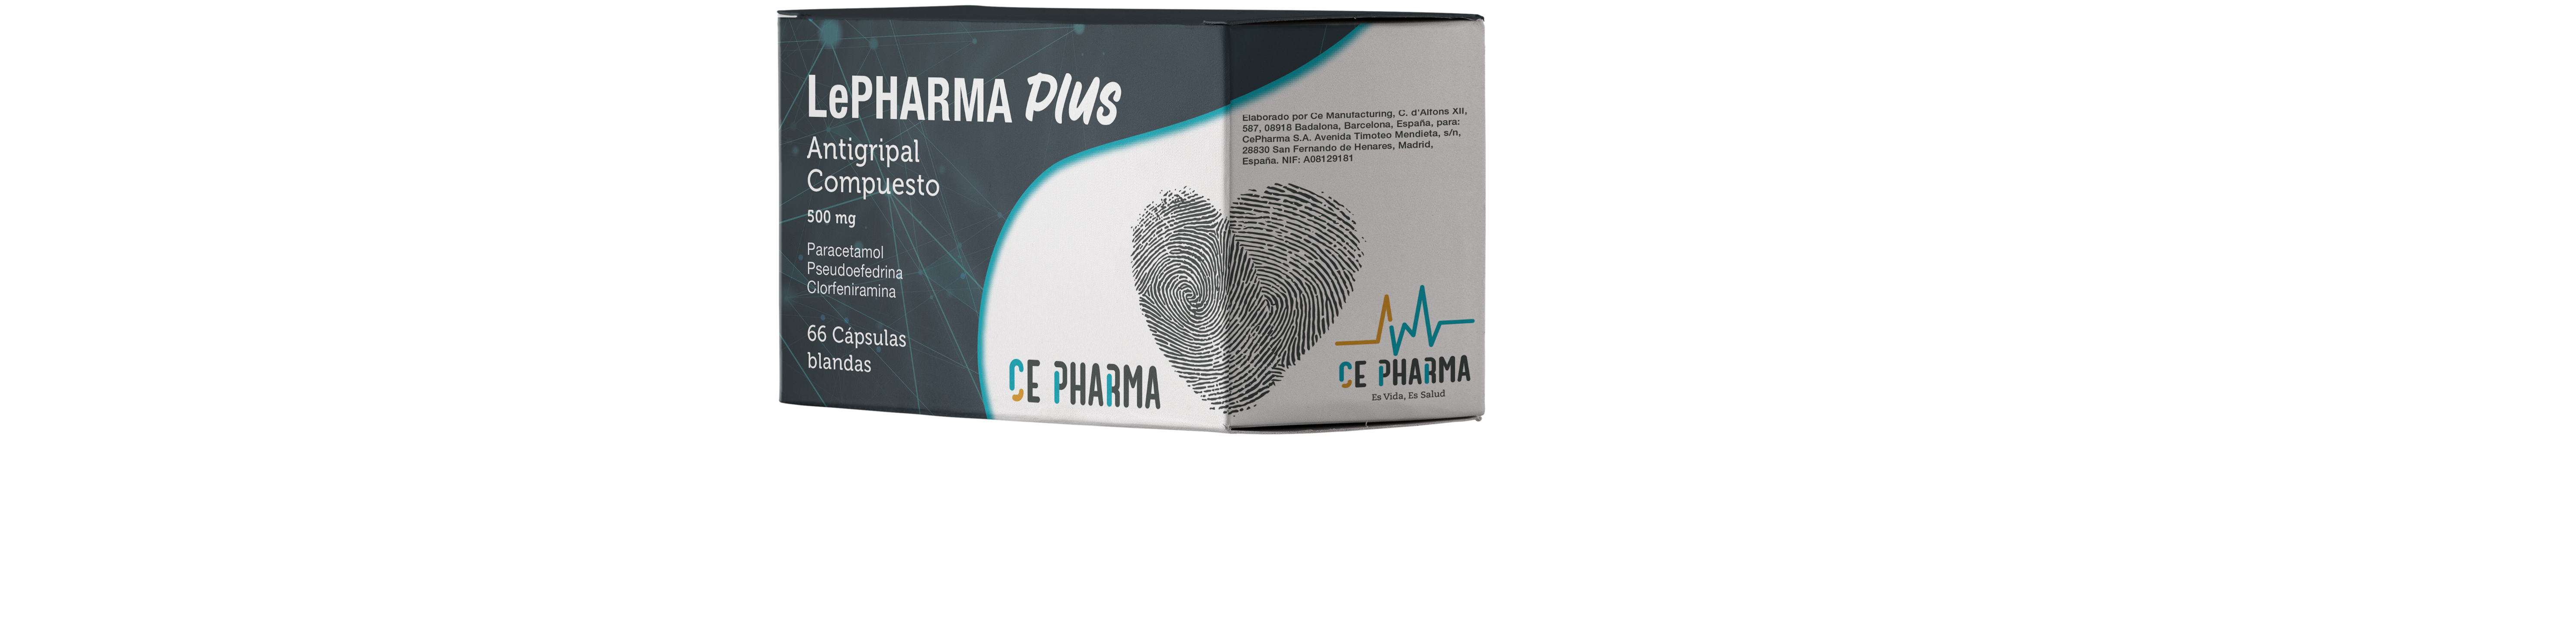 LePHARMA Plus
Antigripal
Compuesto
500 mg
Paracetamol
Pseudoefedrina
Clorfeniramina
66 Cápsulas
blandas
CE PHARMA
Elaborado por Ce Manufacturing, C. d'Alfons XII,
587, 08918 Badalona, Barcelona, España, para:
CePharma S.A. Avenida Timoteo Mendieta, s/n,
28830 San Fernando de Henares, Madrid,
España. NIF: A08129181
CE PHARMA
Es Vida, Es Salud